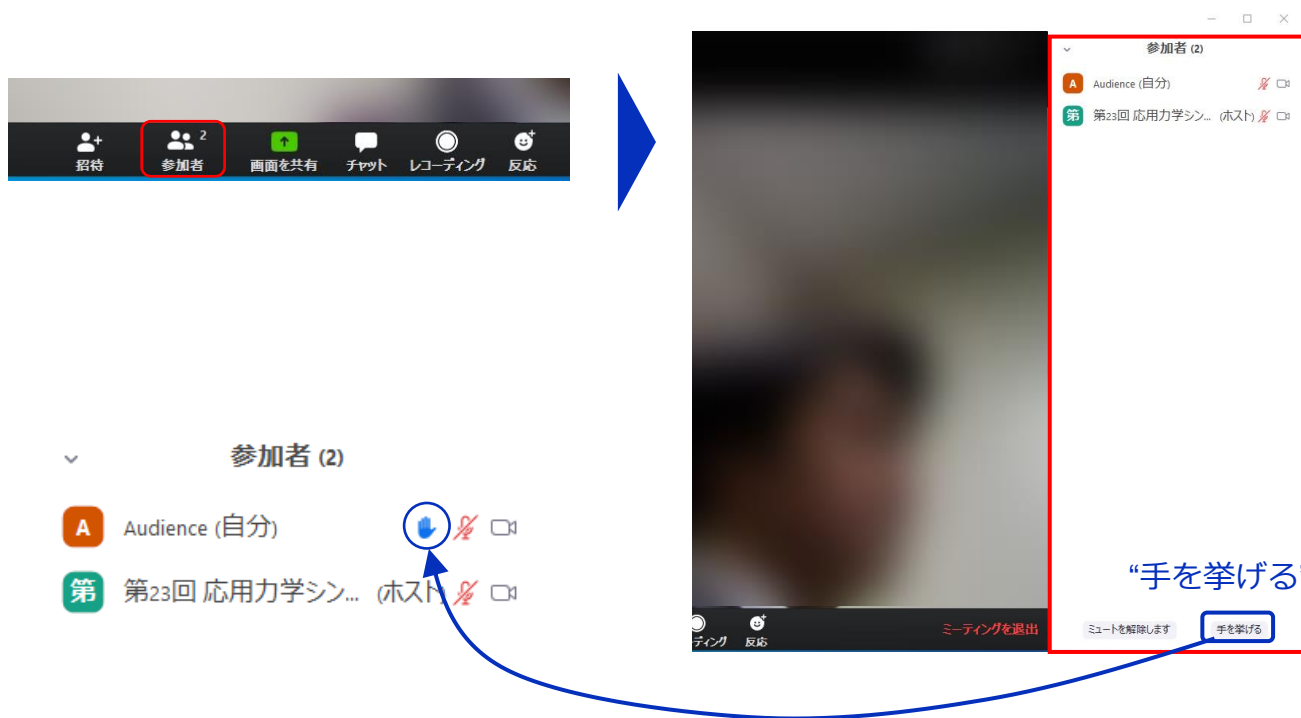 招待
参加者 2
画面を共有
チャット
レコーディング
反応
参加者 (2)
A Audience (自分)
第 第23回 応用力学シン... (ホスト)
参加者 (2)
A Audience (自分)
第 第23回 応用力学シン... (ホスト)
“手を挙げる”
ディング
反応
ミーティングを退出
ミュートを解除します
手を挙げる